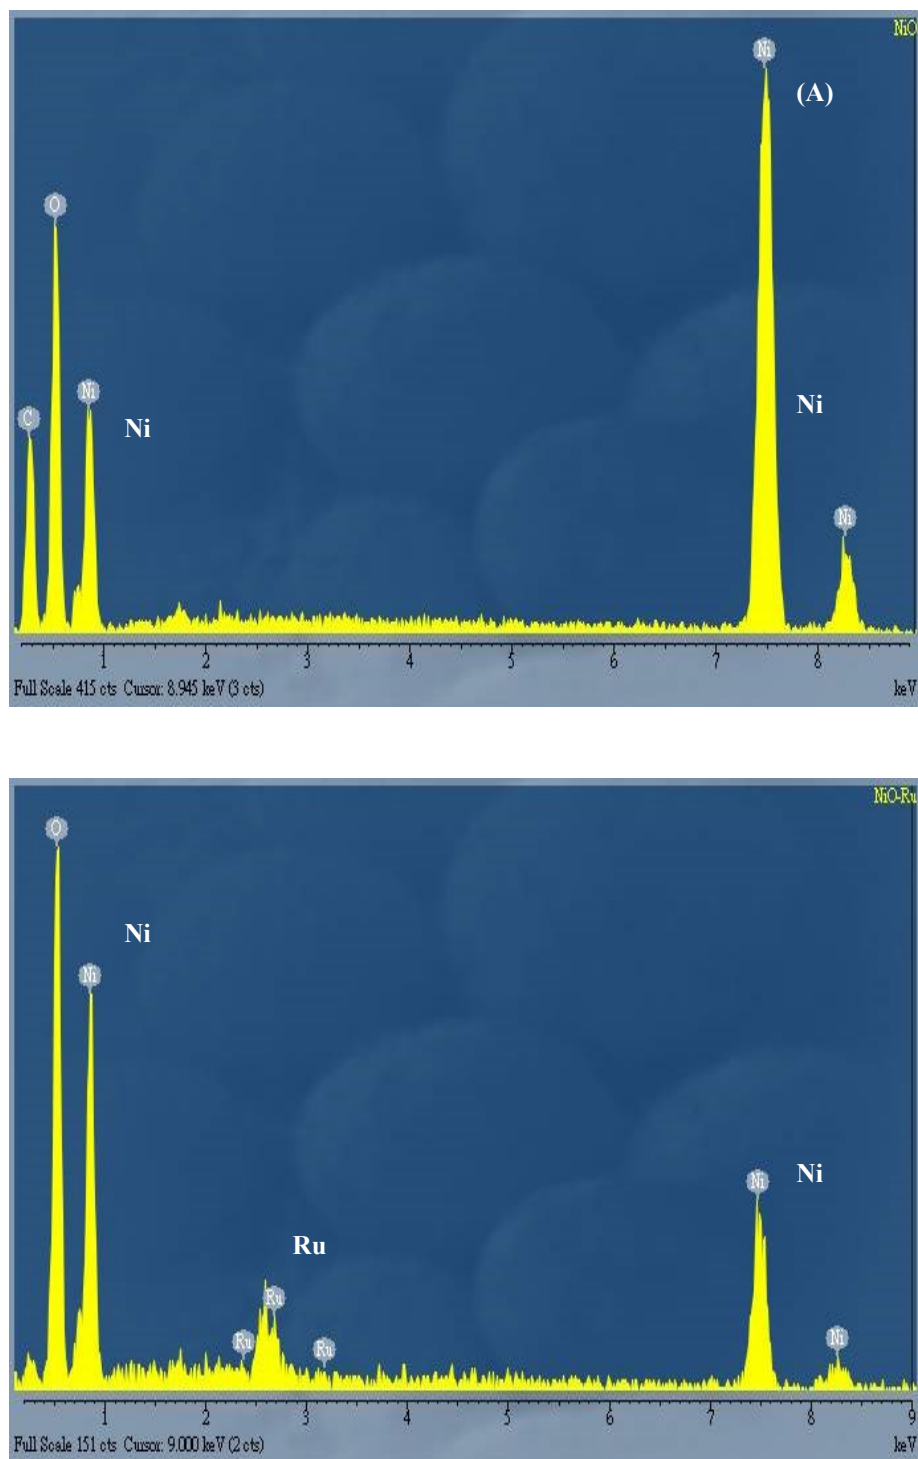 NiO
Ni
(A)
O
Ni
Ni
C
Ni
Ni
Ni
1 2 3 4 5 6 7 8
Full Scale 415 cts Cursor: 8.945 keV (3 cts) keV
NiO-Ru
O
Ni
Ni
Ni
Ni
Ru
Ru
Ru
Ru
Ni
1 2 3 4 5 6 7 8 9
Full Scale 151 cts Cursor: 9.000 keV (2 cts) keV